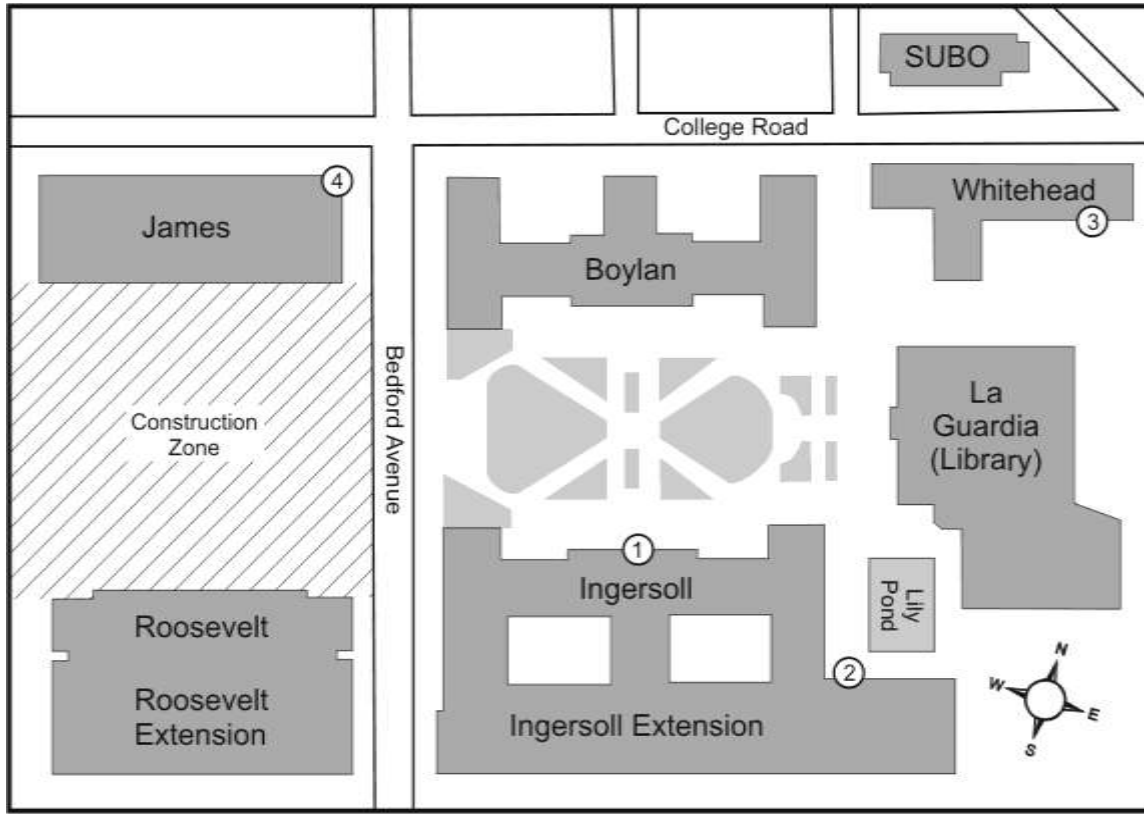 SUBO
College Road
4
James
Boylan
Whitehead
3
Construction
Zone
Bedford Avenue
La
Guardia
(Library)
1
Ingersoll
Lily
Pond
2
Roosevelt
Roosevelt
Extension
Ingersoll Extension
N
W
E
S